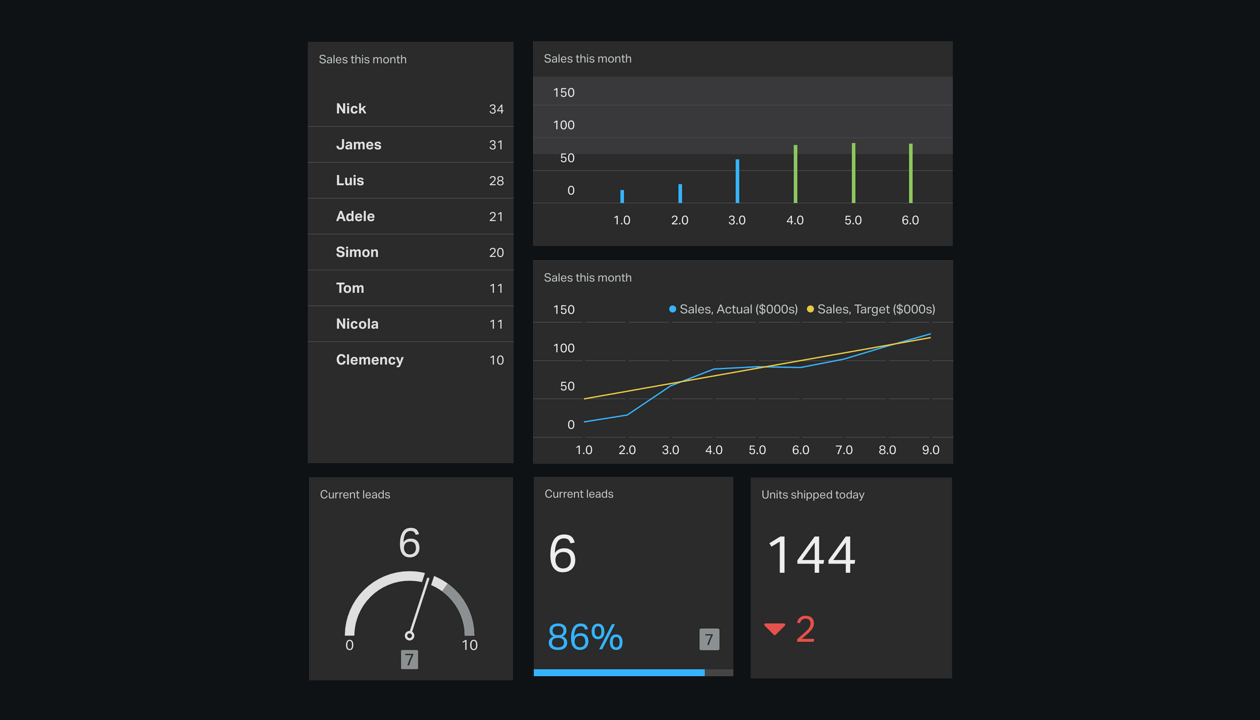 Sales this month
Nick 34
James 31
Luis 28
Adele 21
Simon 20
Tom 11
Nicola 11
Clemency 10
Sales this month
150
100
50
0
1.0 2.0 3.0 4.0 5.0 6.0
Sales this month
Sales, Actual ($000s) Sales, Target ($000s)
150
100
50
0
1.0 2.0 3.0 4.0 5.0 6.0 7.0 8.0 9.0
Current leads
6
0 10
7
Current leads
6
86% 7
Units shipped today
144
2